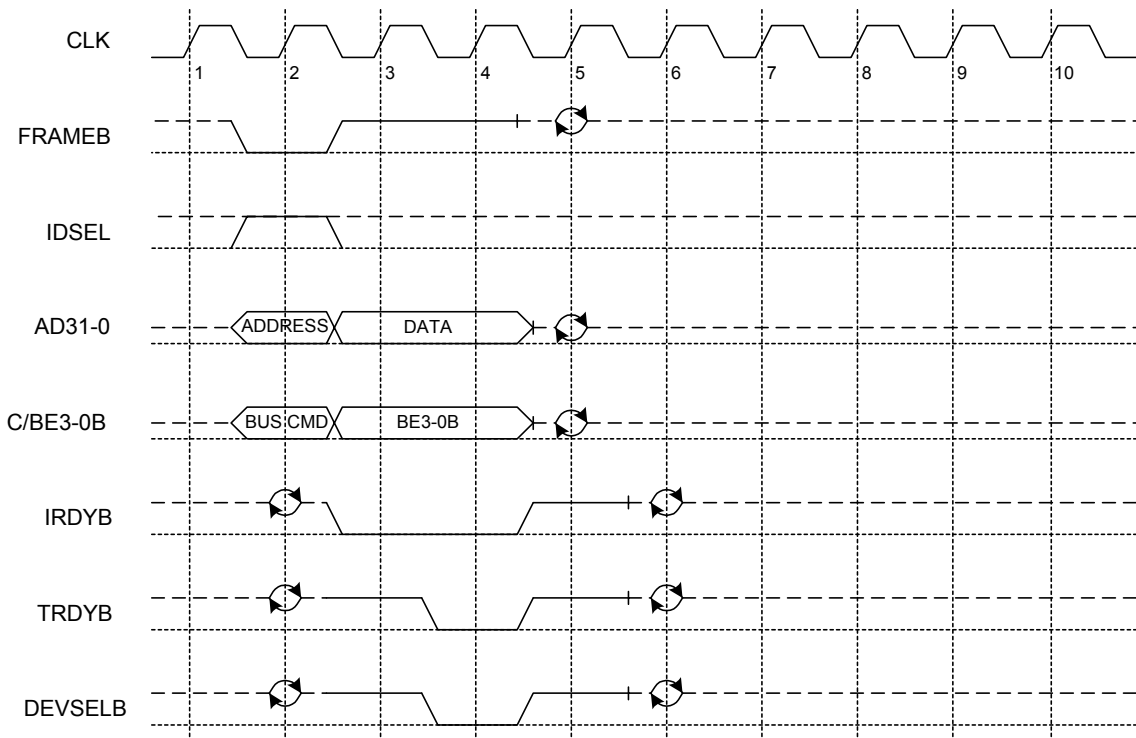 CLK
1 2 3 4 5 6 7 8 9 10
FRAMEB
IDSEL
AD31-0
ADDRESS DATA
C/BE3-0B
BUS CMD BE3-0B
IRDYB
TRDYB
DEVSELB